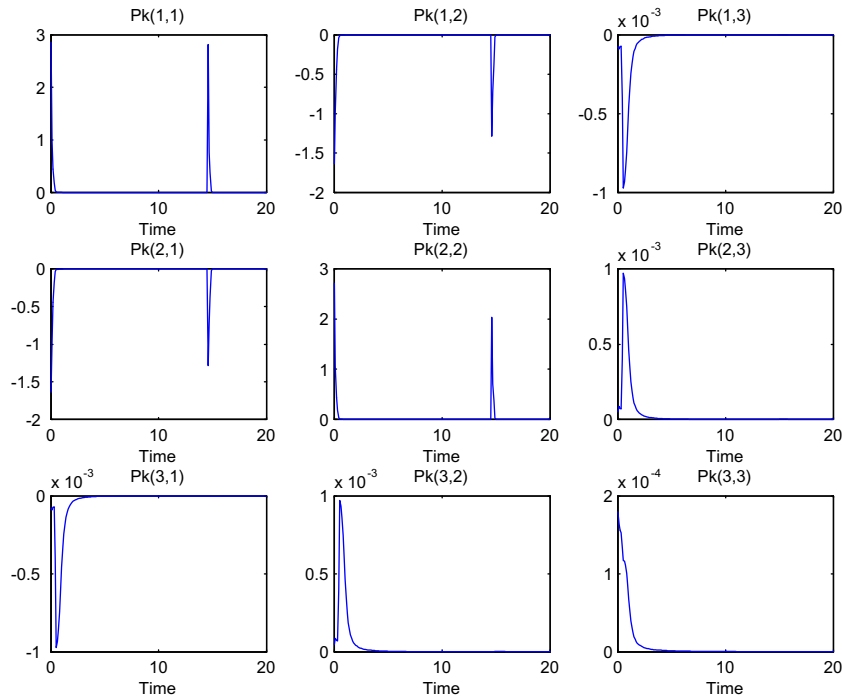 Pk(1,1)
3
2
1
0
0
10
20
Time
Pk(1,2)
0
-0.5
-1
-1.5
-2
0
10
20
Time
x 10^-3
Pk(1,3)
0
-0.5
-1
0
10
20
Time
Pk(2,1)
0
-0.5
-1
-1.5
-2
0
10
20
Time
Pk(2,2)
3
2
1
0
0
10
20
Time
x 10^-3
Pk(2,3)
1
0.5
0
0
10
20
Time
x 10^-3
Pk(3,1)
0
-0.5
-1
0
10
20
Time
x 10^-3
Pk(3,2)
1
0.5
0
0
10
20
Time
x 10^-4
Pk(3,3)
2
1
0
0
10
20
Time